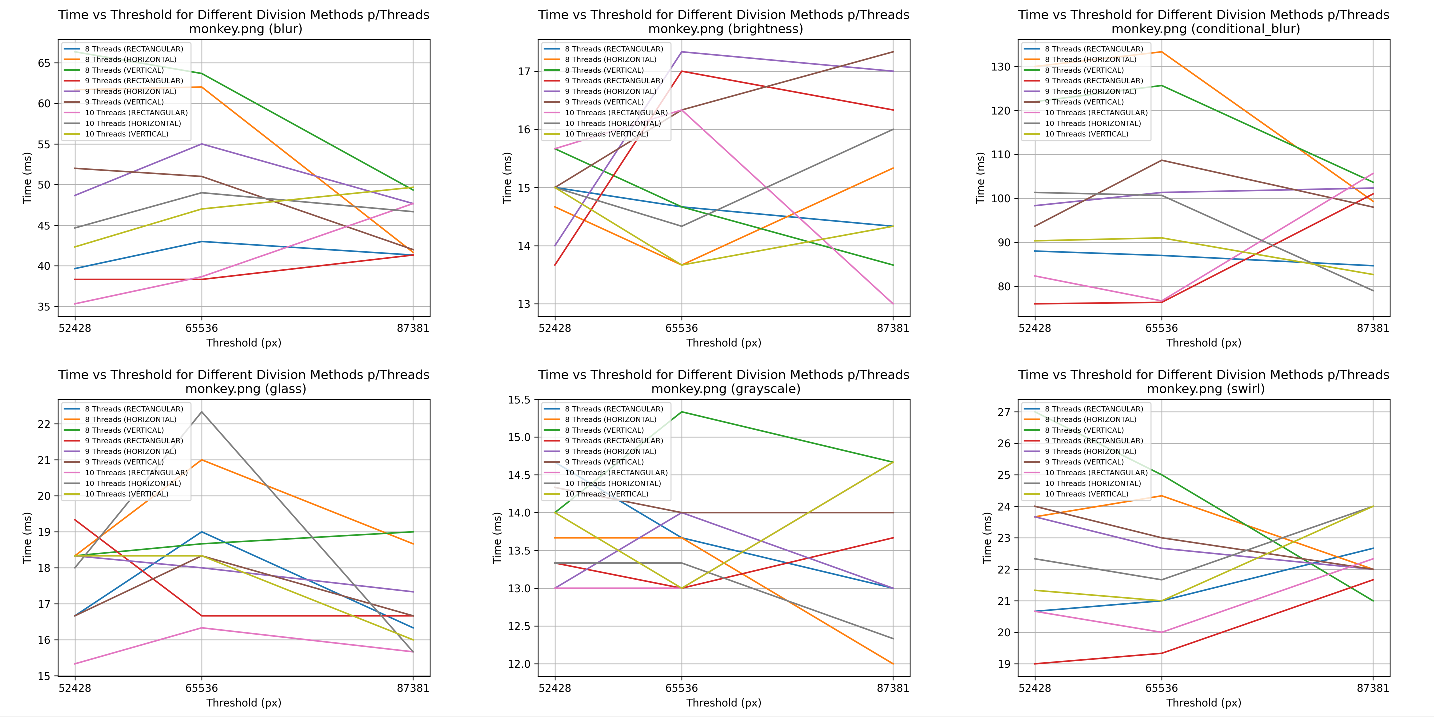 Time vs Threshold for Different Division Methods p/Threads
monkey.png (blur)
8 Threads (RECTANGULAR)
8 Threads (HORIZONTAL)
8 Threads (VERTICAL)
9 Threads (RECTANGULAR)
9 Threads (HORIZONTAL)
9 Threads (VERTICAL)
10 Threads (RECTANGULAR)
10 Threads (HORIZONTAL)
10 Threads (VERTICAL)
65
60
55
50
45
40
35
Time (ms)
52428 65536 87381
Threshold (px)
Time vs Threshold for Different Division Methods p/Threads
monkey.png (brightness)
8 Threads (RECTANGULAR)
8 Threads (HORIZONTAL)
8 Threads (VERTICAL)
9 Threads (RECTANGULAR)
9 Threads (HORIZONTAL)
9 Threads (VERTICAL)
10 Threads (RECTANGULAR)
10 Threads (HORIZONTAL)
10 Threads (VERTICAL)
17
16
15
14
13
Time (ms)
52428 65536 87381
Threshold (px)
Time vs Threshold for Different Division Methods p/Threads
monkey.png (conditional_blur)
8 Threads (RECTANGULAR)
8 Threads (HORIZONTAL)
8 Threads (VERTICAL)
9 Threads (RECTANGULAR)
9 Threads (HORIZONTAL)
9 Threads (VERTICAL)
10 Threads (RECTANGULAR)
10 Threads (HORIZONTAL)
10 Threads (VERTICAL)
130
120
110
100
90
80
Time (ms)
52428 65536 87381
Threshold (px)
Time vs Threshold for Different Division Methods p/Threads
monkey.png (glass)
8 Threads (RECTANGULAR)
8 Threads (HORIZONTAL)
8 Threads (VERTICAL)
9 Threads (RECTANGULAR)
9 Threads (HORIZONTAL)
9 Threads (VERTICAL)
10 Threads (RECTANGULAR)
10 Threads (HORIZONTAL)
10 Threads (VERTICAL)
22
21
20
19
18
17
16
15
Time (ms)
52428 65536 87381
Threshold (px)
Time vs Threshold for Different Division Methods p/Threads
monkey.png (grayscale)
8 Threads (RECTANGULAR)
8 Threads (HORIZONTAL)
8 Threads (VERTICAL)
9 Threads (RECTANGULAR)
9 Threads (HORIZONTAL)
9 Threads (VERTICAL)
10 Threads (RECTANGULAR)
10 Threads (HORIZONTAL)
10 Threads (VERTICAL)
15.5
15.0
14.5
14.0
13.5
13.0
12.5
12.0
Time (ms)
52428 65536 87381
Threshold (px)
Time vs Threshold for Different Division Methods p/Threads
monkey.png (swirl)
8 Threads (RECTANGULAR)
8 Threads (HORIZONTAL)
8 Threads (VERTICAL)
9 Threads (RECTANGULAR)
9 Threads (HORIZONTAL)
9 Threads (VERTICAL)
10 Threads (RECTANGULAR)
10 Threads (HORIZONTAL)
10 Threads (VERTICAL)
27
26
25
24
23
22
21
20
19
Time (ms)
52428 65536 87381
Threshold (px)